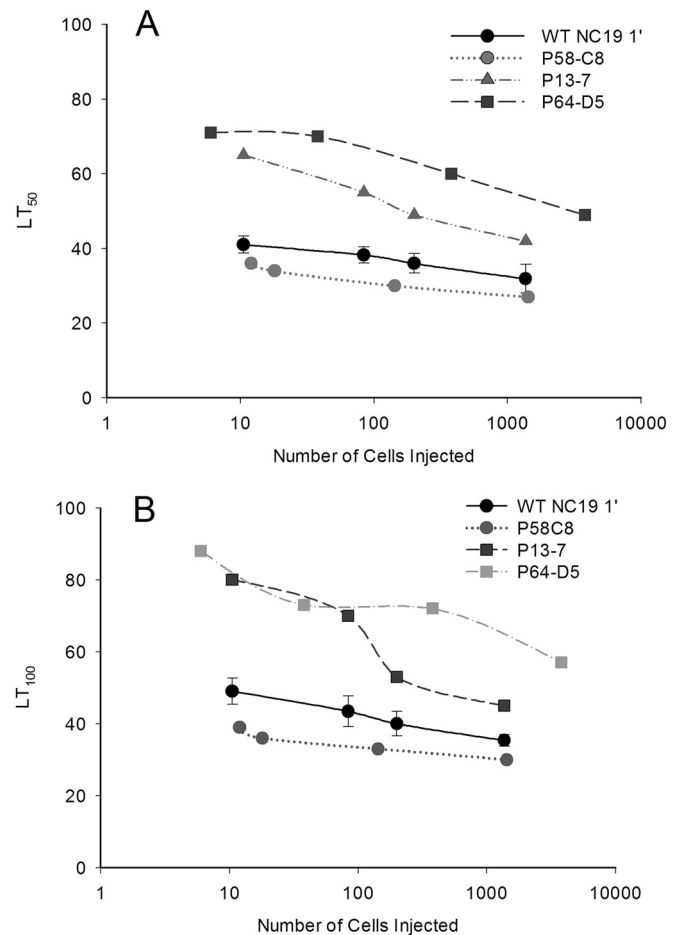 A
WT NC19 1'
P58-C8
P13-7
P64-D5
100
80
60
40
20
0
LT50
1 10 100 1000 10000
Number of Cells Injected
B
WT NC19 1'
P58C8
P13-7
P64-D5
100
80
60
40
20
0
LT100
1 10 100 1000 10000
Number of Cells Injected